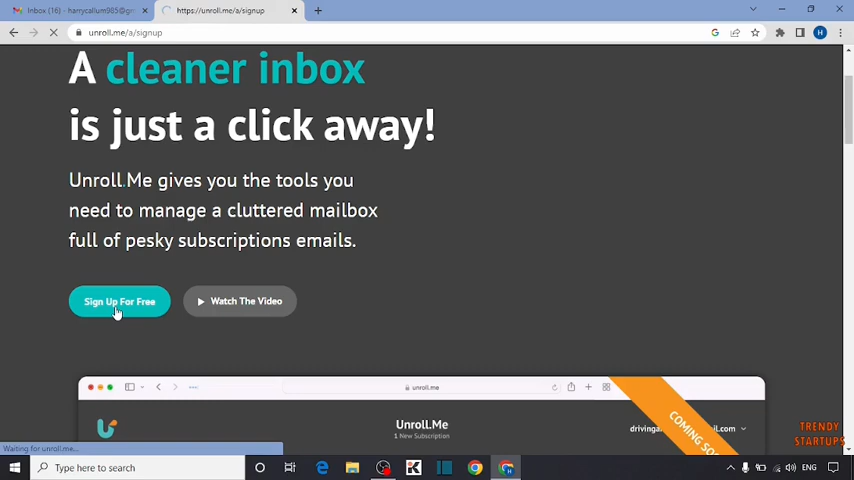 Inbox (16) - harrycallum985@gm
https://unroll.me/a/signup
unroll.me/a/signup
H
A cleaner inbox
is just a click away!
Unroll.Me gives you the tools you
need to manage a cluttered mailbox
full of pesky subscriptions emails.
Sign Up For Free
Watch The Video
unroll.me
COMING SOO
Unroll.Me
1 New Subscription
il.com
TRENDY
STARTUPS
Waiting for unroll.me...
Type here to search
ENG